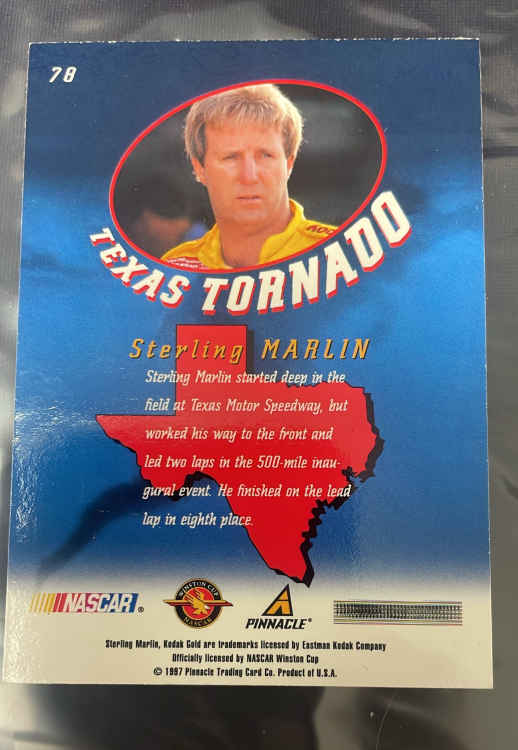 78
TEXAS TORNADO
Sterling MARLIN
Sterling Marlin started deep in the
field at Texas Motor Speedway, but
worked his way to the front and
led two laps in the 500-mile inau-
gural event. He finished on the lead
lap in eighth place.
NASCAR®
WINSTON CUP
NASCAR
PINNACLE®
Sterling Marlin, Kodak Gold are trademarks licensed by Eastman Kodak Company
Officially licensed by NASCAR Winston Cup
© 1997 Pinnacle Trading Card Co. Product of U.S.A.